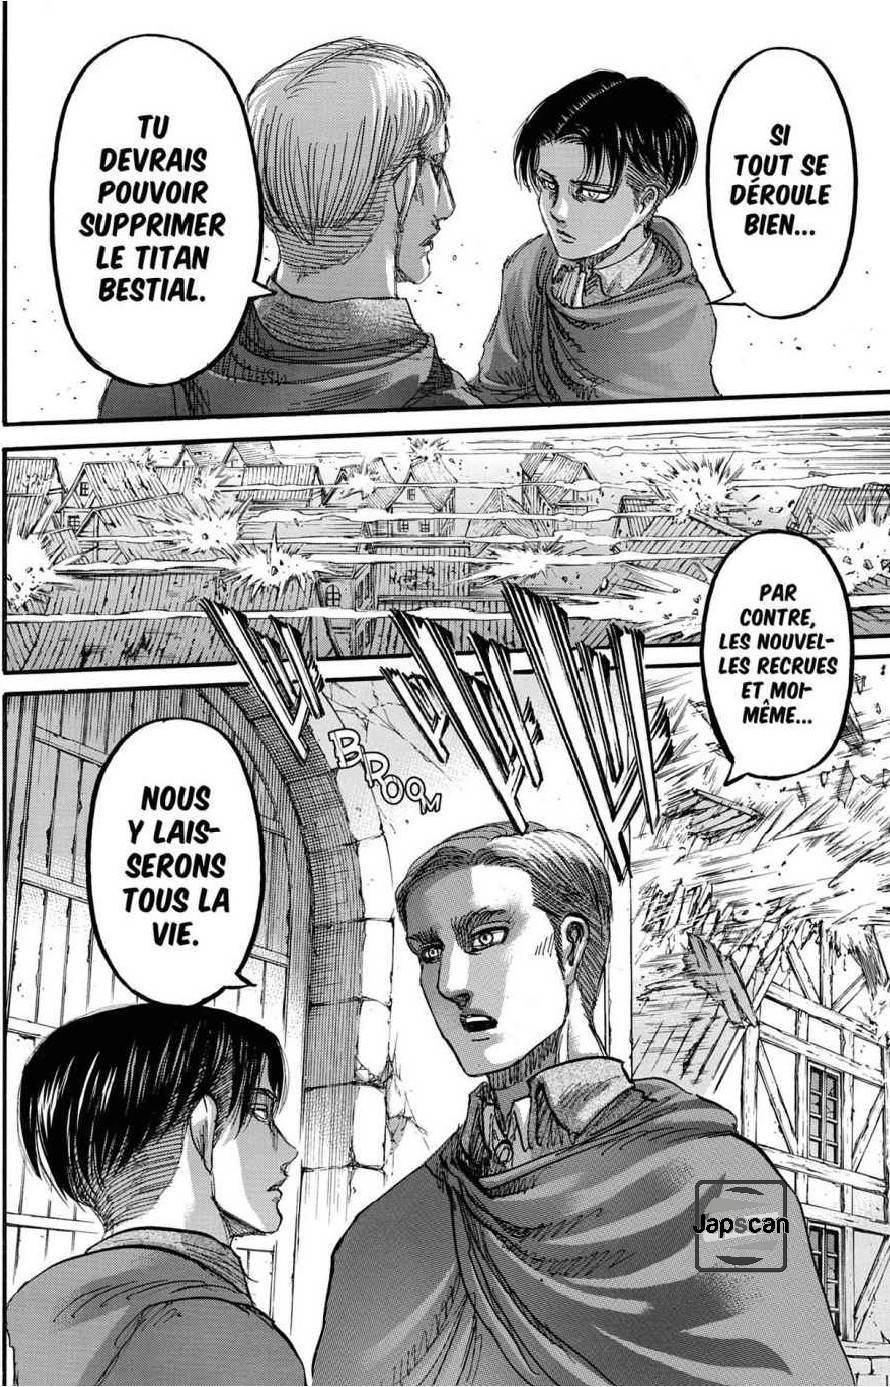 SI
TOUT SE
DÉROULE
BIEN...
TU
DEVRAIS
POUVOIR
SUPPRIMER
LE TITAN
BESTIAL.
PAR
CONTRE,
LES NOUVEL-
LES RECRUES
ET MOI-
MÊME...
BROOM
NOUS
Y LAIS-
SERONS
TOUS LA
VIE.
Japscan